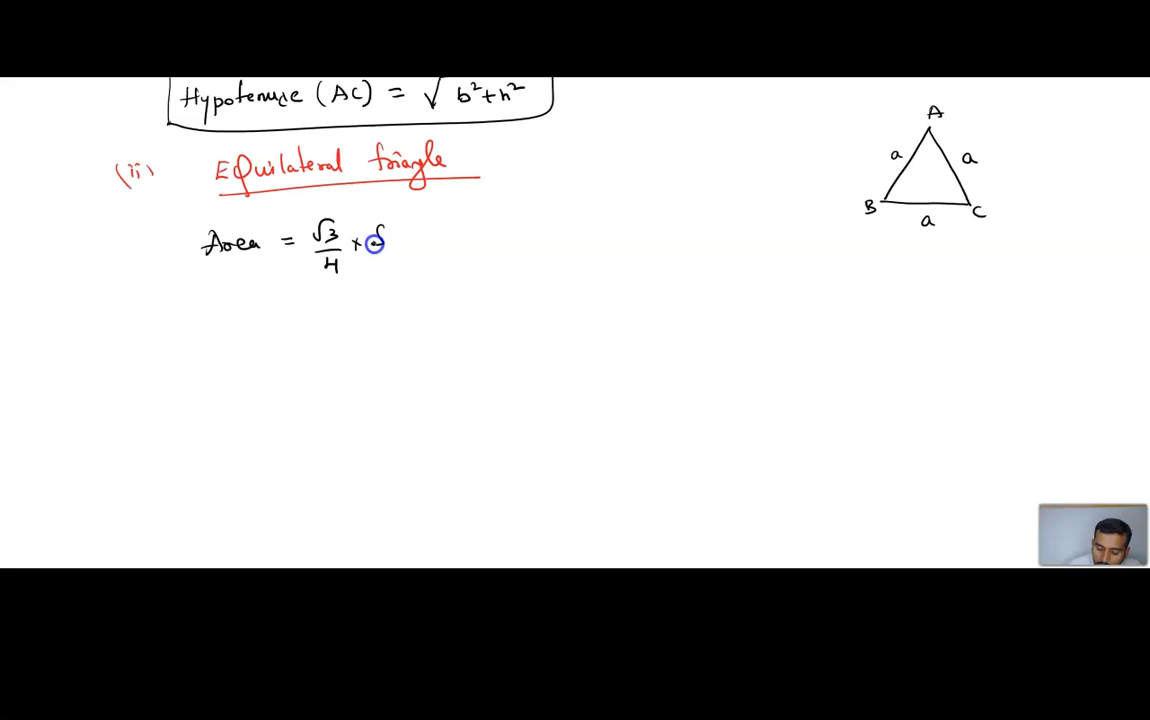 Hypotenuse (AC) = √b²+h²
(ii) Equilateral triangle
Area = √3/4 ×
A
a a
B C
a